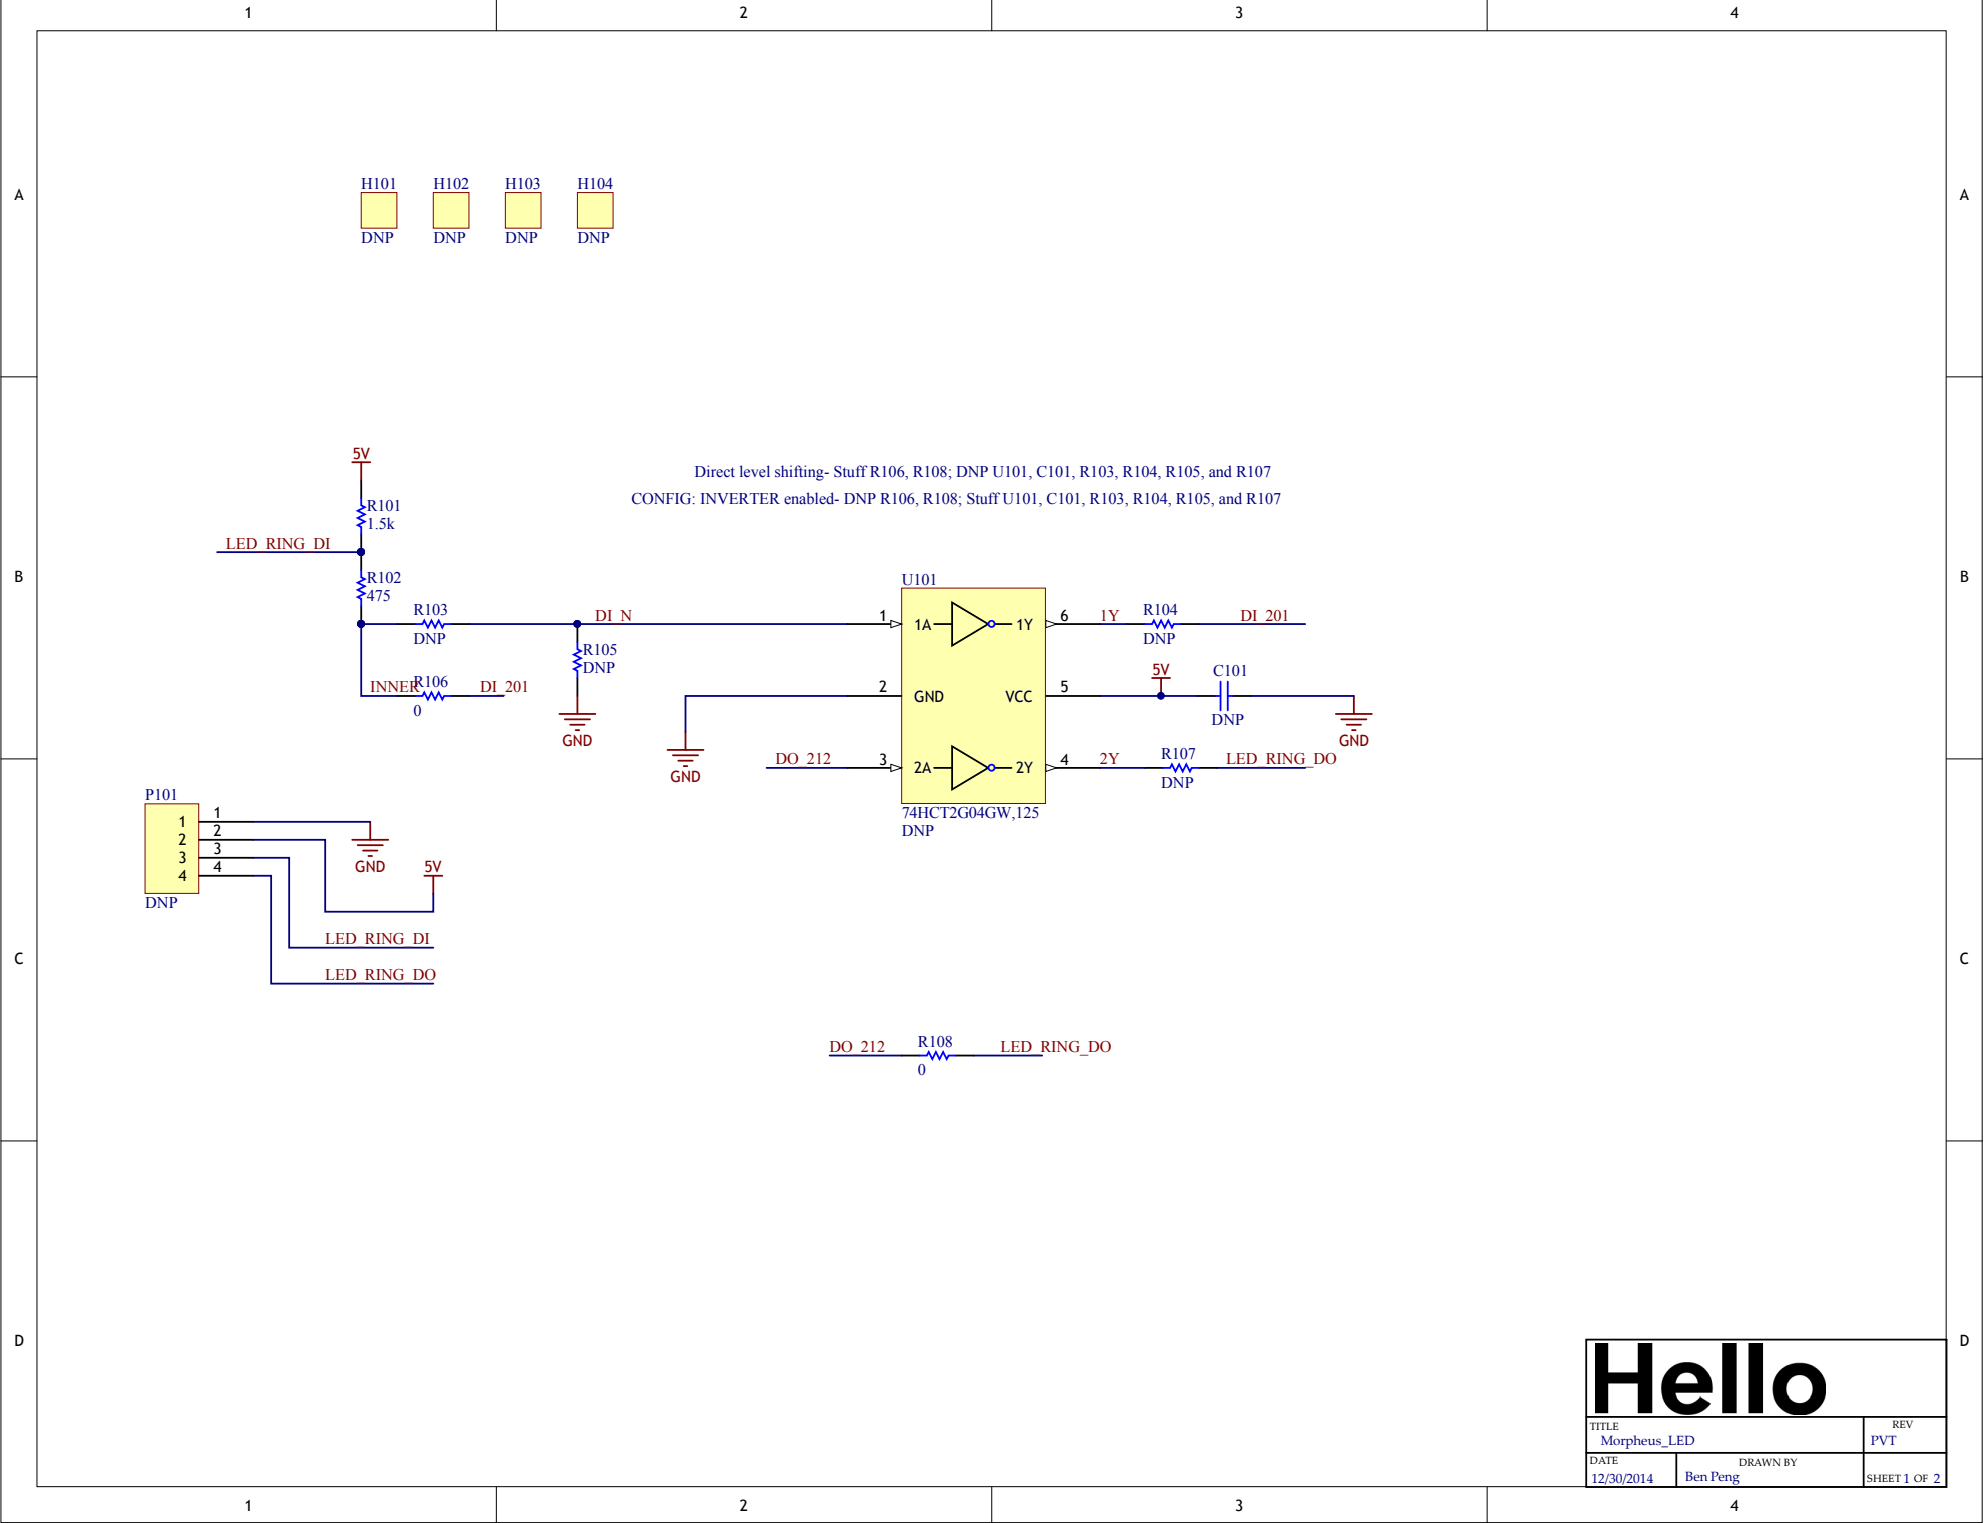 1 2 3 4
A A
H101 H102 H103 H104
DNP DNP DNP DNP
5V
Direct level shifting- Stuff R106, R108; DNP U101, C101, R103, R104, R105, and R107
CONFIG: INVERTER enabled- DNP R106, R108; Stuff U101, C101, R103, R104, R105, and R107
R101
1.5k
LED_RING_DI
B B
R102
475
U101
R103 DI_N 1 1A 1Y 6 1Y R104 DI_201
DNP DNP
R105
DNP
5V C101
INNER R106 DI_201 2 GND VCC 5
0 DNP
GND GND
DO_212 3 2A 2Y 4 2Y R107 LED_RING_DO
GND DNP
P101
74HCT2G04GW,125
DNP
1 1
2 2
3 3
4 4
GND 5V
DNP
LED_RING_DI
C C
LED_RING_DO
DO_212 R108 LED_RING_DO
0
D D
Hello
TITLE REV
Morpheus_LED PVT
DATE DRAWN BY
12/30/2014 Ben Peng SHEET 1 OF 2
1 2 3 4